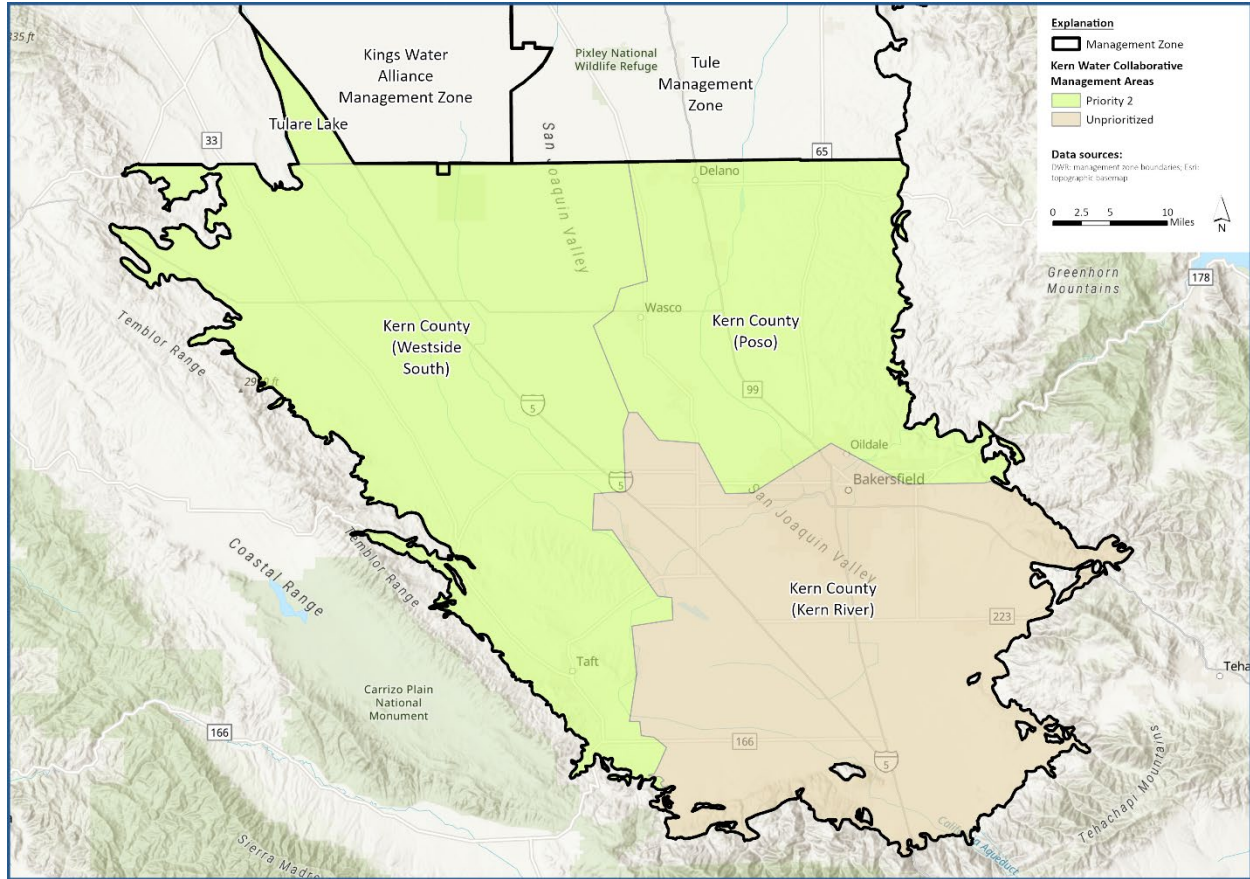 835 ft
Kings Water
Alliance
Management Zone
Pixley National
Wildlife Refuge
Tule
Management
Zone
Explanation
Management Zone
Kern Water Collaborative
Management Areas
Priority 2
Unprioritized
Data sources:
DWR: management zone boundaries; Esri:
topographic basemap
0 2.5 5 10
Miles
N
Tulare Lake
33
65
San Joaquin Valley
Delano
Greenhorn
Mountains
178
Wasco
Temblor Range
Kern County
(Westside
South)
Kern County
(Poso)
5
99
Oildale
Bakersfield
5
San Joaquin Valley
Coastal Range
Temblor Range
Kern County
(Kern River)
223
Taft
Teha
Carrizo Plain
National
Monument
166
166
5
Tehachapi Mountains
Sierra Madre
Aqueduct